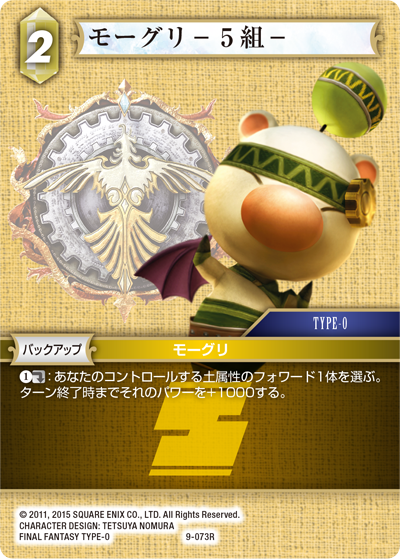 2
モーグリ－5組－
TYPE-0
バックアップ
モーグリ
❶：あなたのコントロールする土属性のフォワード1体を選ぶ。
ターン終了時までそれのパワーを+1000する。
© 2011, 2015 SQUARE ENIX CO., LTD. All Rights Reserved.
CHARACTER DESIGN: TETSUYA NOMURA
FINAL FANTASY TYPE-0
9-073R